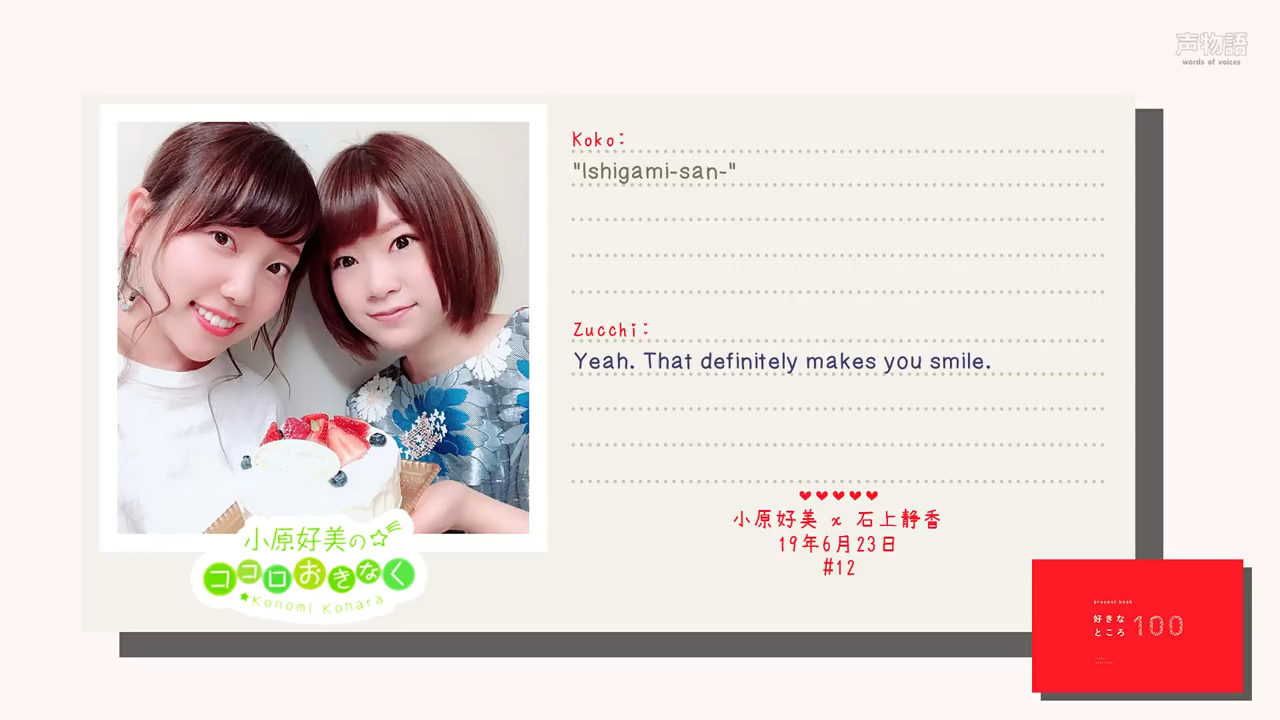 声物語
words of voices
Koko:
"Ishigami-san-"
Zucchi:
Yeah. That definitely makes you smile.
小原好美 x 石上静香
19年6月23日
#12
小原好美の☆
ココロおきなく
★Konomi Kohara
present book
好きな
ところ
100